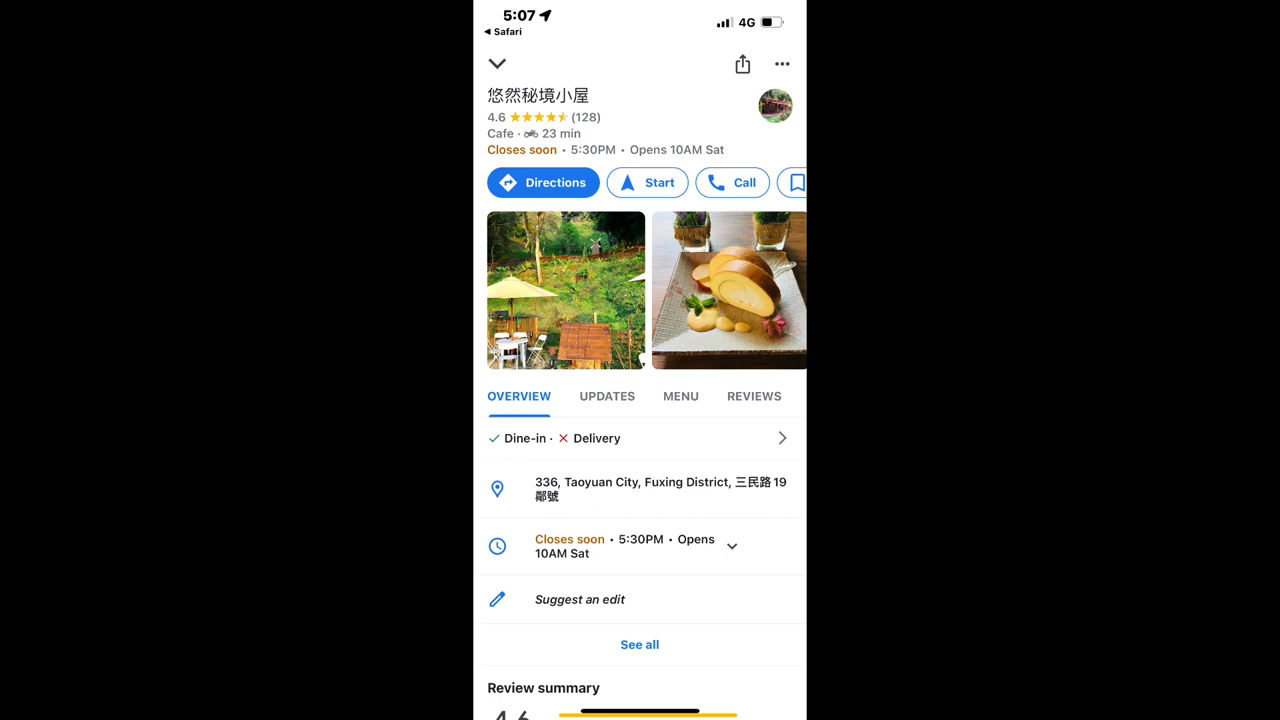 5:07
4G
Safari
悠然秘境小屋
4.6 (128)
Cafe · 23 min
Closes soon • 5:30PM • Opens 10AM Sat
Directions
Start
Call
OVERVIEW
UPDATES
MENU
REVIEWS
Dine-in · Delivery
336, Taoyuan City, Fuxing District, 三民路19
鄰號
Closes soon • 5:30PM • Opens
10AM Sat
Suggest an edit
See all
Review summary
4.6